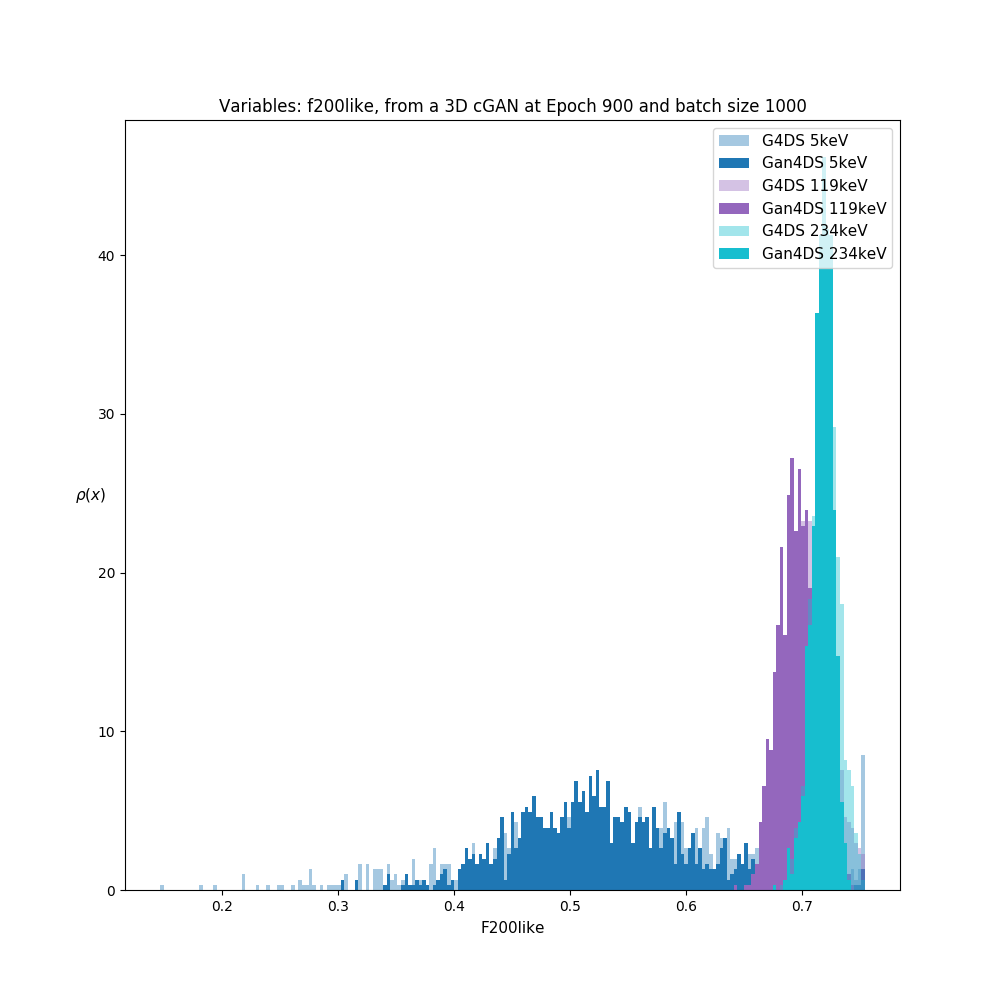 Variables: f200like, from a 3D cGAN at Epoch 900 and batch size 1000
G4DS 5keV
Gan4DS 5keV
G4DS 119keV
Gan4DS 119keV
G4DS 234keV
Gan4DS 234keV
40
30
ρ(x)
20
10
0
0.2 0.3 0.4 0.5 0.6 0.7
F200like